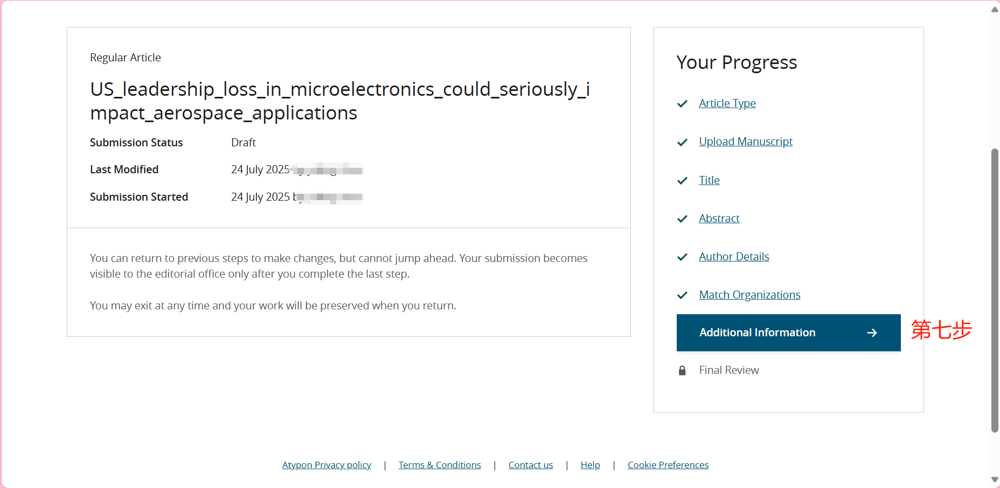 Regular Article
US_leadership_loss_in_microelectronics_could_seriously_i
mpact_aerospace_applications
Submission Status Draft
Last Modified 24 July 2025
Submission Started 24 July 2025
You can return to previous steps to make changes, but cannot jump ahead. Your submission becomes
visible to the editorial office only after you complete the last step.
You may exit at any time and your work will be preserved when you return.
Your Progress
Article Type
Upload Manuscript
Title
Abstract
Author Details
Match Organizations
Additional Information
第七步
Final Review
Atypon Privacy policy | Terms & Conditions | Contact us | Help | Cookie Preferences